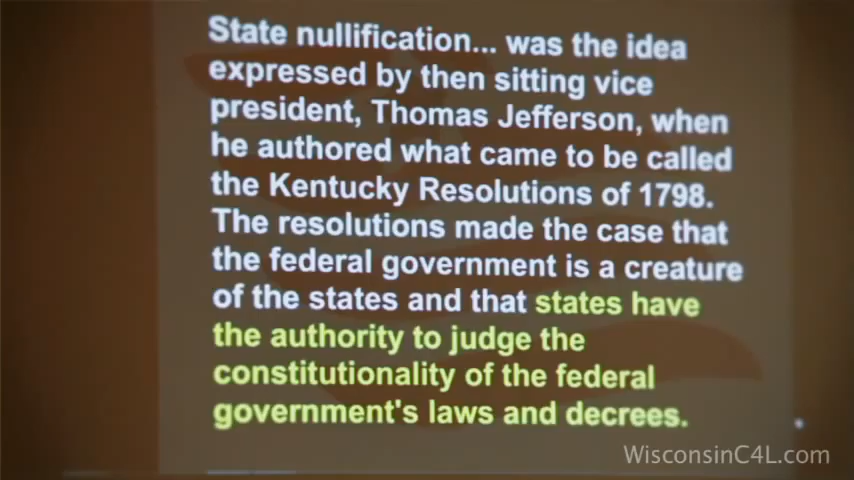 State nullification... was the idea
expressed by then sitting vice
president, Thomas Jefferson, when
he authored what came to be called
the Kentucky Resolutions of 1798.
The resolutions made the case that
the federal government is a creature
of the states and that states have
the authority to judge the
constitutionality of the federal
government's laws and decrees.
WisconsinC4L.com